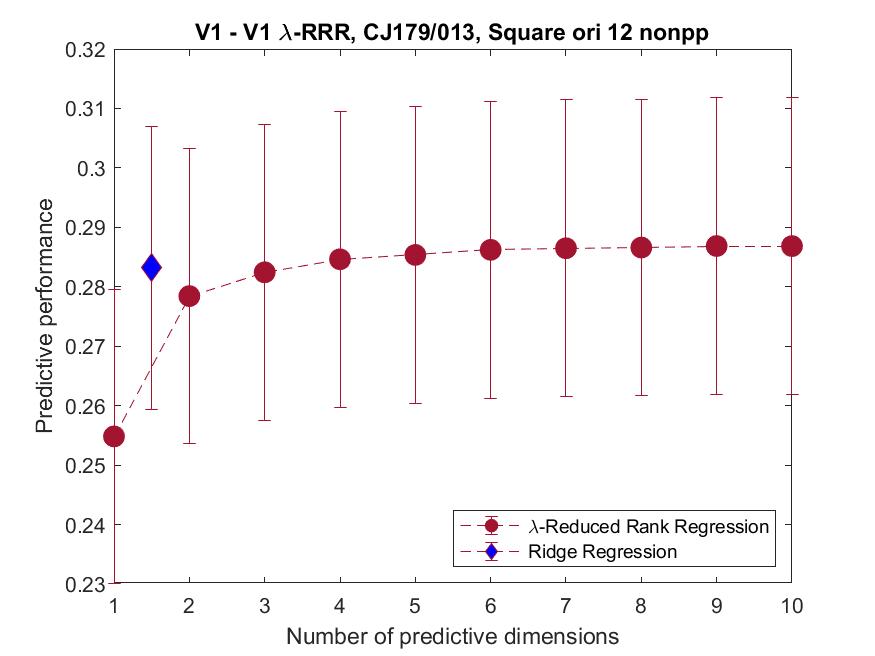 V1 - V1 λ-RRR, CJ179/013, Square ori 12 nonpp
0.32
0.31
0.3
0.29
0.28
0.27
0.26
0.25
0.24
0.23
Predictive performance
λ-Reduced Rank Regression
Ridge Regression
1 2 3 4 5 6 7 8 9 10
Number of predictive dimensions